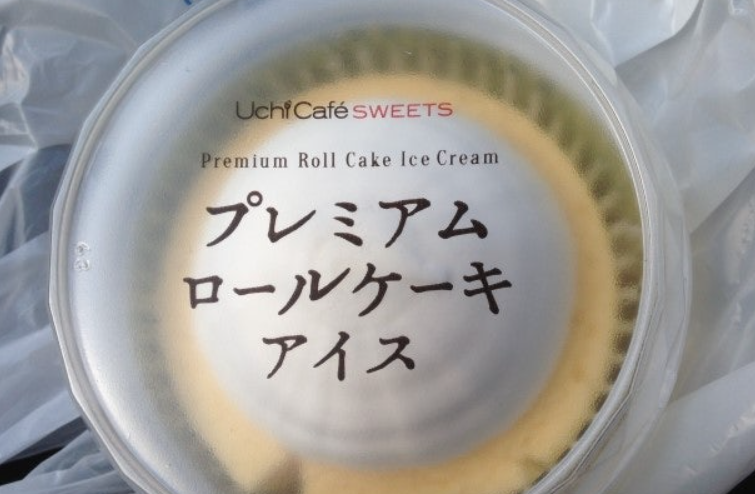 Uchi Café SWEETS
Premium Roll Cake Ice Cream
プレミアム
ロールケーキ
アイス